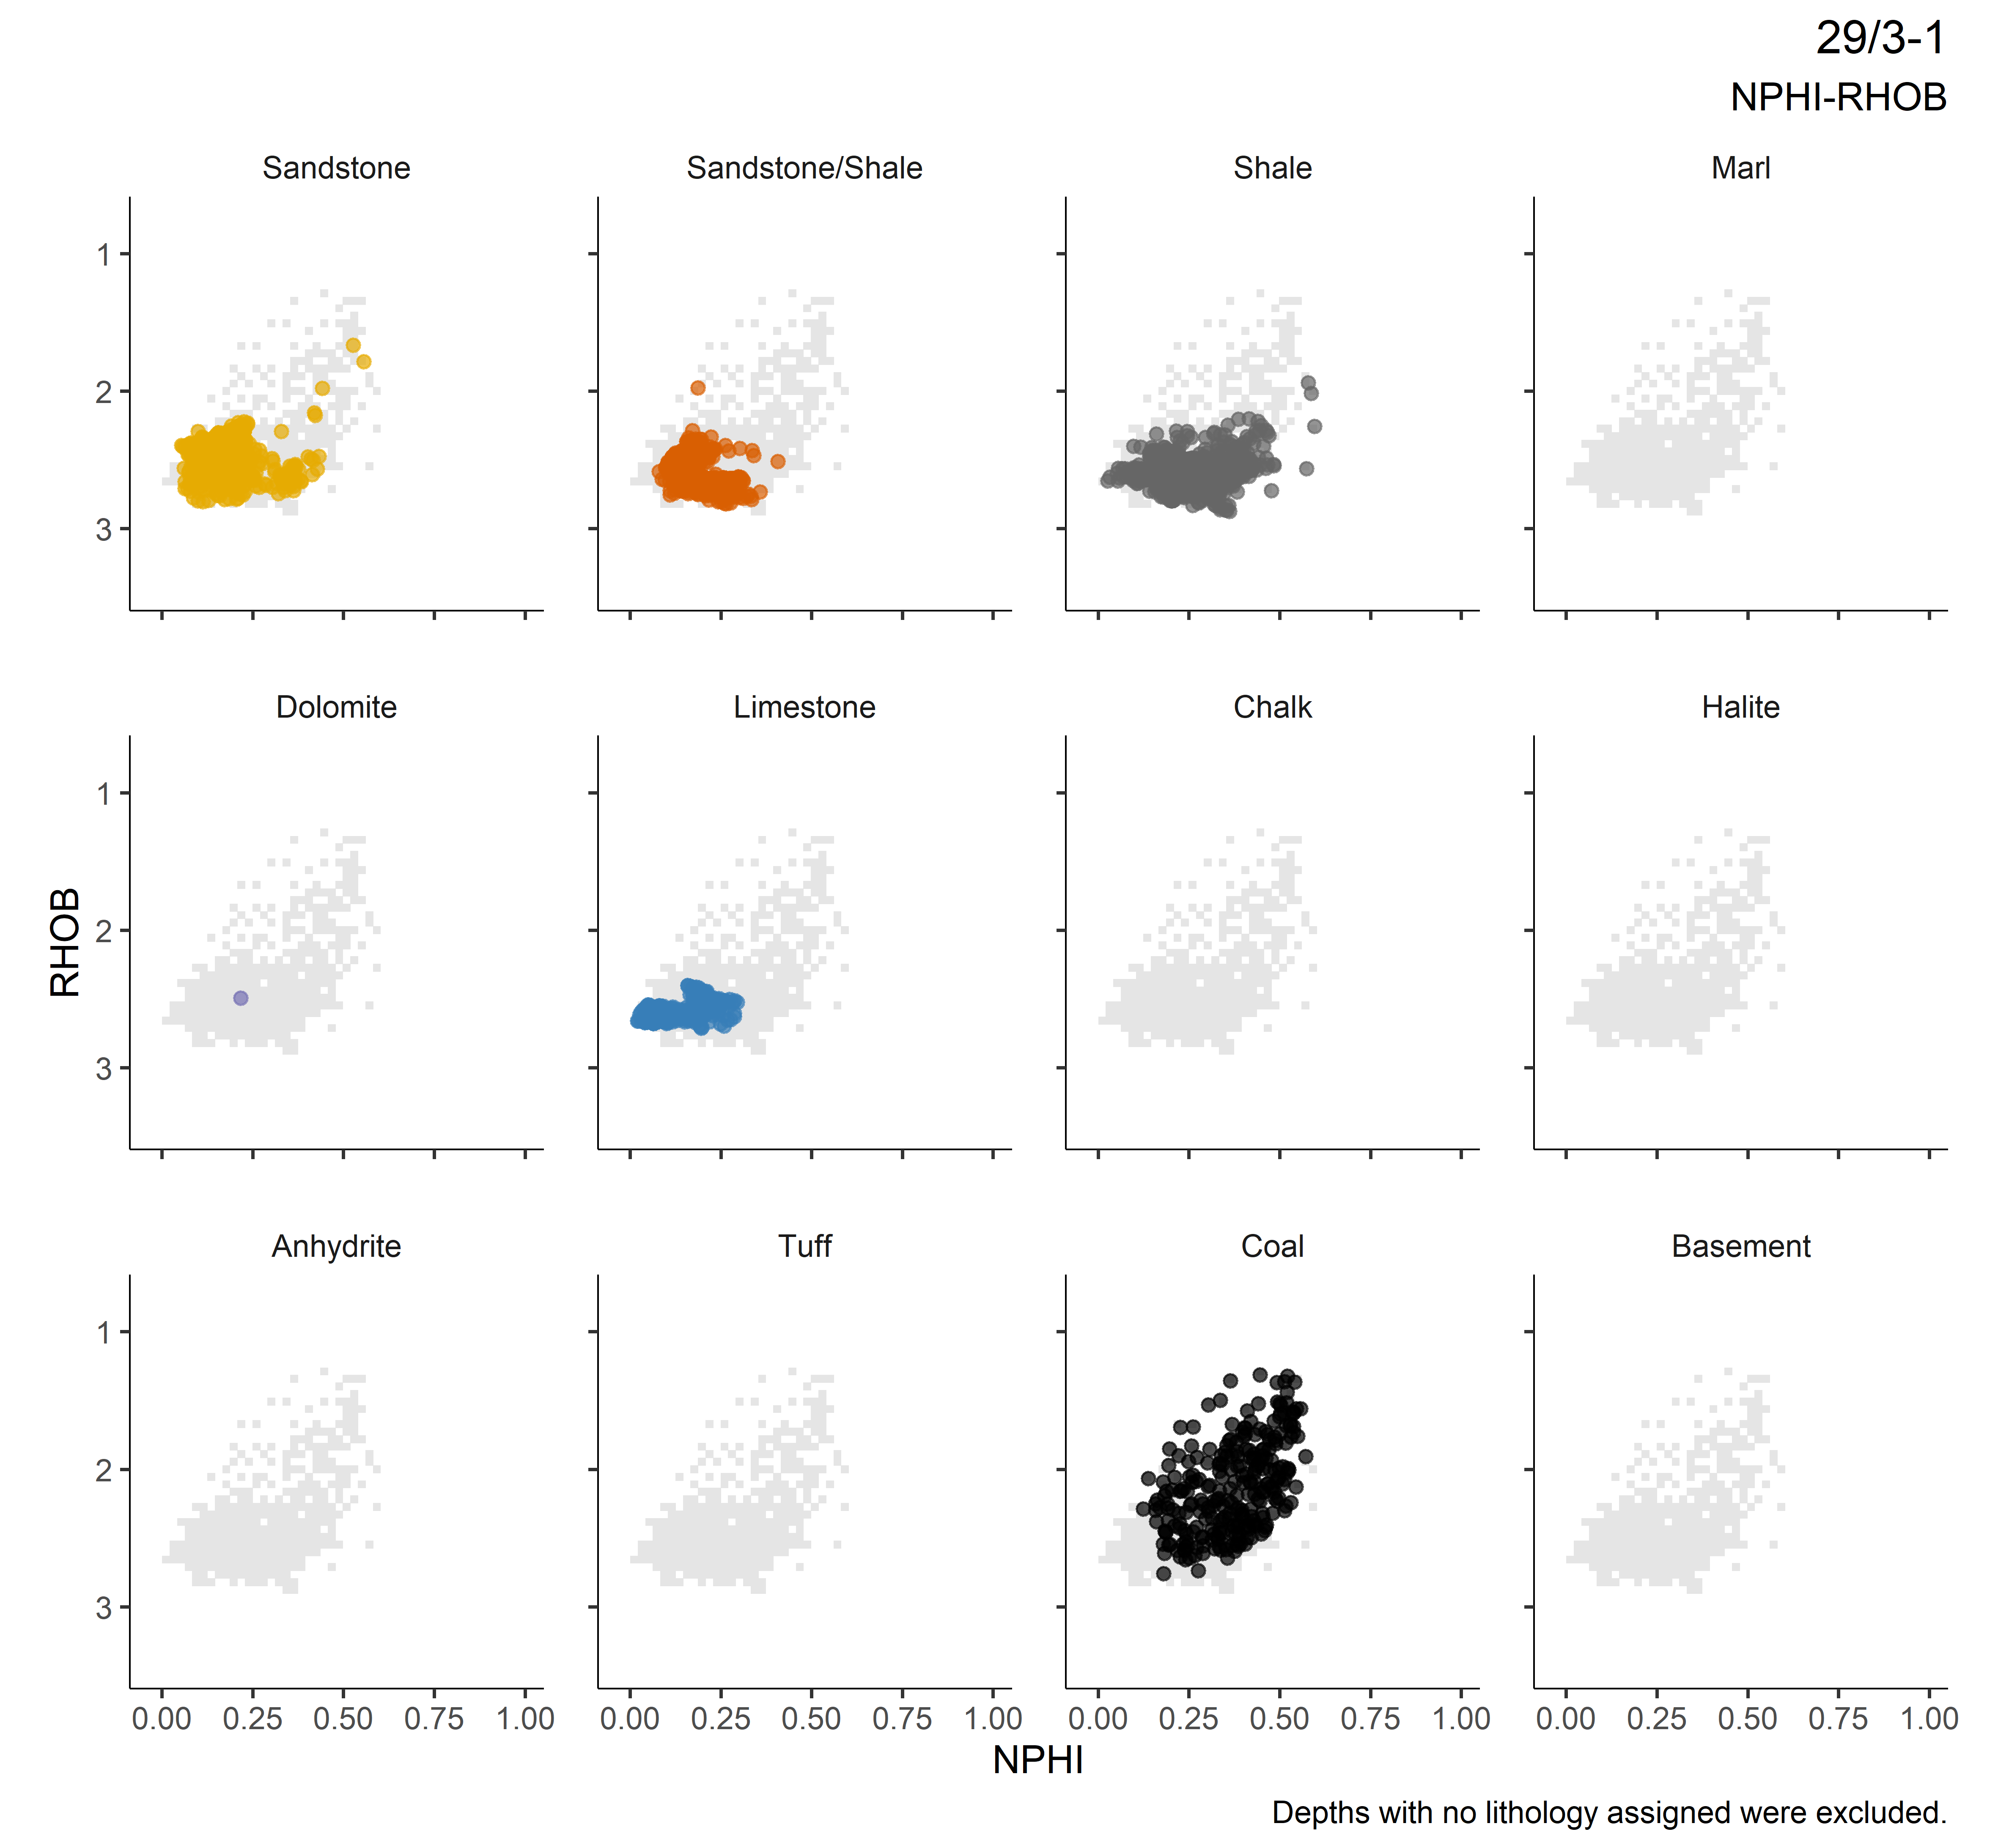 29/3-1
NPHI-RHOB
Sandstone
Sandstone/Shale
Shale
Marl
1
2
3
Dolomite
Limestone
Chalk
Halite
1
2
3
RHOB
Anhydrite
Tuff
Coal
Basement
1
2
3
0.00 0.25 0.50 0.75 1.00
0.00 0.25 0.50 0.75 1.00
0.00 0.25 0.50 0.75 1.00
0.00 0.25 0.50 0.75 1.00
NPHI
Depths with no lithology assigned were excluded.